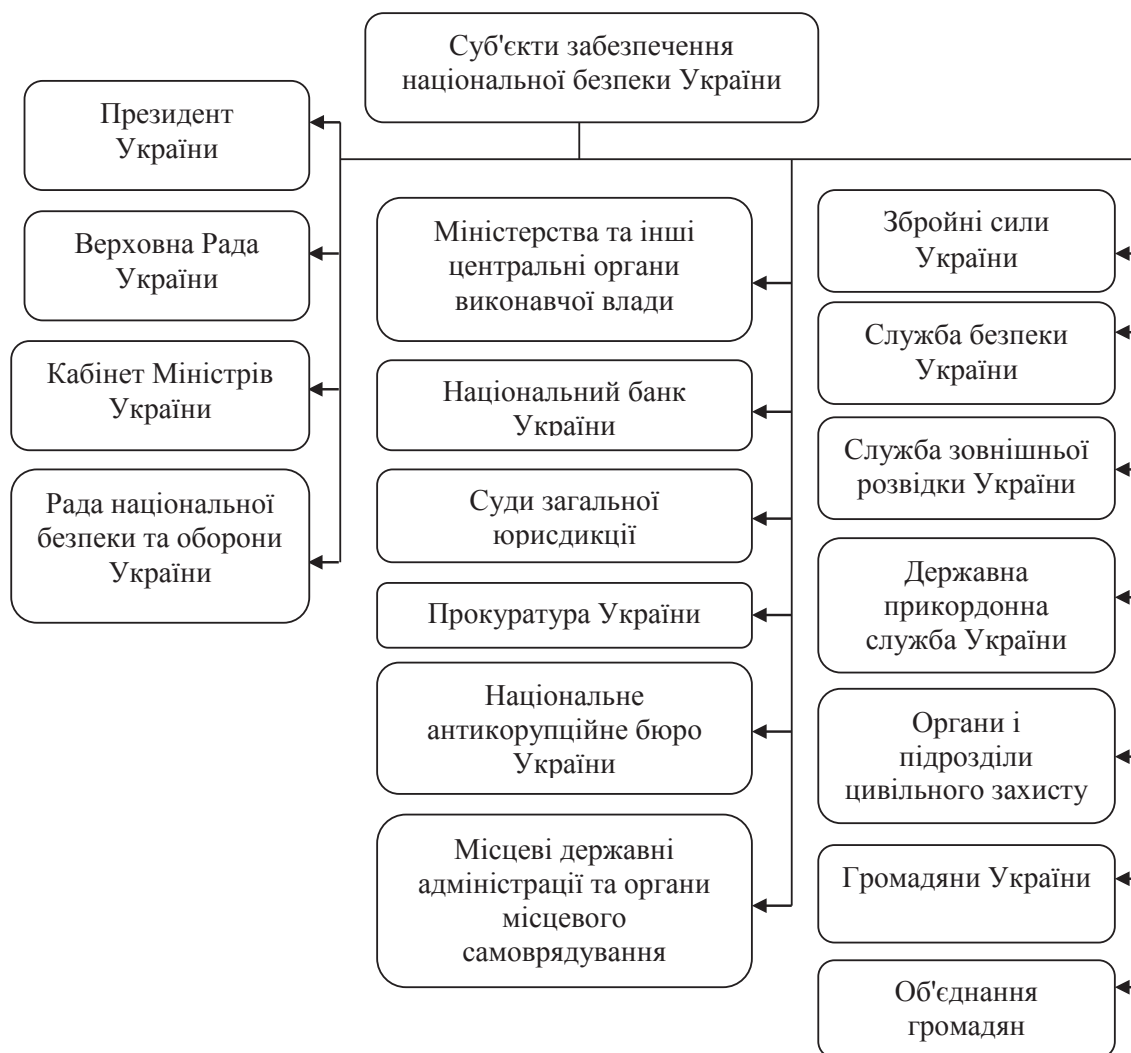 Суб'єкти забезпечення
національної безпеки України
Президент
України
Верховна Рада
України
Кабінет Міністрів
України
Рада національної
безпеки та оборони
України
Міністерства та інші
центральні органи
виконавчої влади
Національний банк
України
Суди загальної
юрисдикції
Прокуратура України
Національне
антикорупційне бюро
України
Місцеві державні
адміністрації та органи
місцевого
самоврядування
Збройні сили
України
Служба безпеки
України
Служба зовнішньої
розвідки України
Державна
прикордонна
служба України
Органи і
підрозділи
цивільного захисту
Громадяни України
Об'єднання
громадян